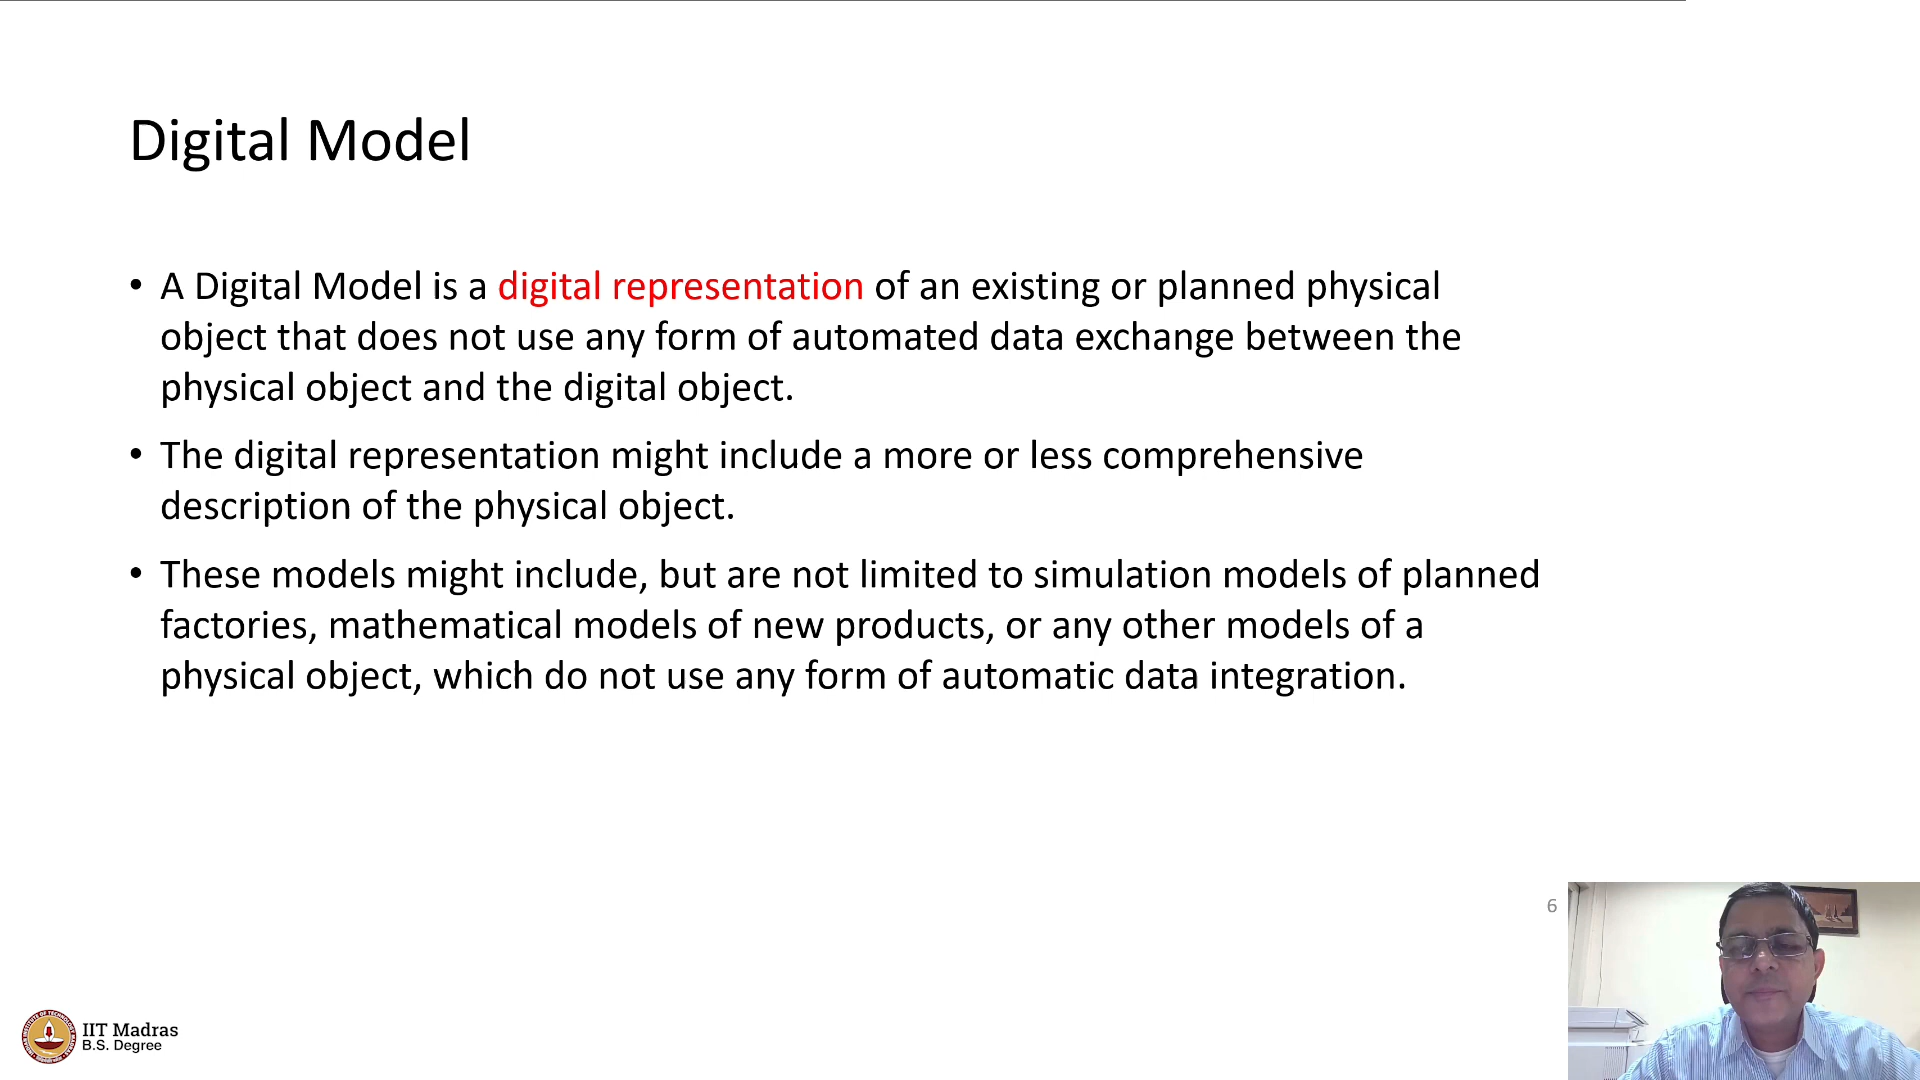 Digital Model
• A Digital Model is a digital representation of an existing or planned physical
object that does not use any form of automated data exchange between the
physical object and the digital object.
• The digital representation might include a more or less comprehensive
description of the physical object.
• These models might include, but are not limited to simulation models of planned
factories, mathematical models of new products, or any other models of a
physical object, which do not use any form of automatic data integration.
6
IIT Madras
B.S. Degree